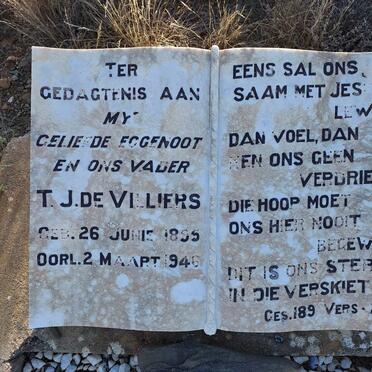 TER
GEDAGTENIS AAN
MY
GELIEFDE EGGENOOT
EN ONS VADER
T. J. DE VILLIERS
GEB. 26 JUNIE 1895
OORL. 2 MAART 1946
EENS SAL ONS
SAAM MET JES
LEW
DAN VOEL, DAN
KEN ONS GEEN
VERDRIE
DIE HOOP MOET
ONS HIER NOOIT
BEGEW
DIT IS ONS STER
IN DIE VERSKIET
GES. 189 VERS.